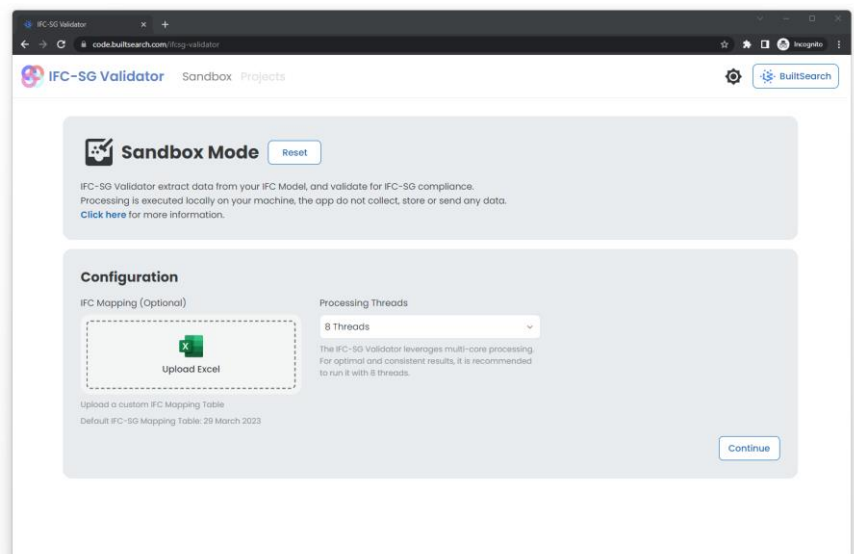 IFC-SG Validator
code.builtsearch.com/ifcsg-validator
Incognito
IFC-SG Validator Sandbox Projects
BuiltSearch
Sandbox Mode Reset
IFC-SG Validator extract data from your IFC Model, and validate for IFC-SG compliance.
Processing is executed locally on your machine, the app do not collect, store or send any data.
Click here for more information.
Configuration
IFC Mapping (Optional)
Processing Threads
8 Threads
The IFC-SG Validator leverages multi-core processing.
For optimal and consistent results, it is recommended
to run it with 8 threads.
X
Upload Excel
Upload a custom IFC Mapping Table
Default IFC-SG Mapping Table: 29 March 2023
Continue